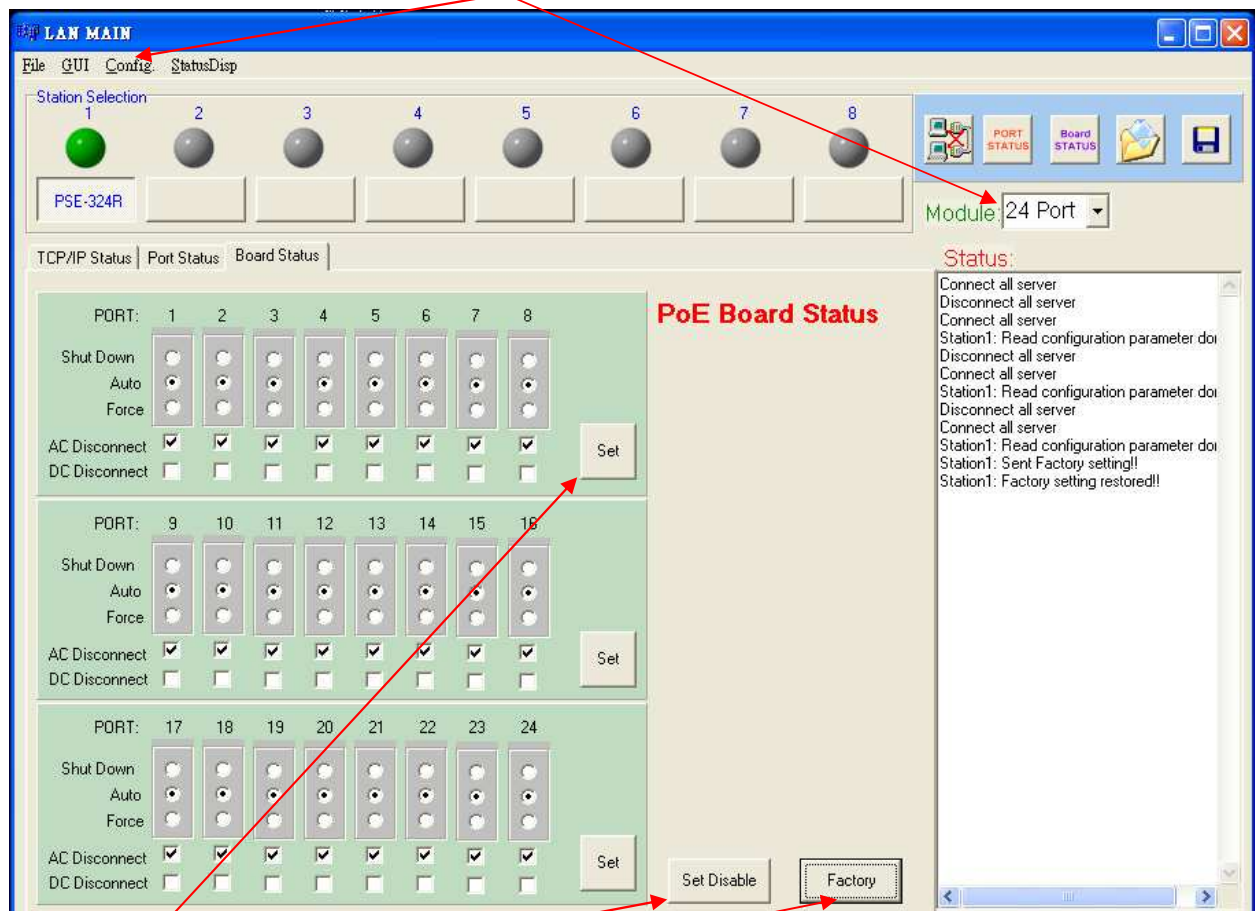 LAN MAIN
File GUI Config. StatusDisp
Station Selection
1 2 3 4 5 6 7 8
PORT STATUS Board STATUS
PSE-324R
Module: 24 Port
TCP/IP Status Port Status Board Status
Status:
Connect all server
Disconnect all server
Connect all server
Station1: Read configuration parameter dor
Disconnect all server
Connect all server
Station1: Read configuration parameter dor
Disconnect all server
Connect all server
Station1: Read configuration parameter dor
Station1: Sent Factory setting!!
Station1: Factory setting restored!!
PoE Board Status
PORT: 1 2 3 4 5 6 7 8
Shut Down
Auto
Force
AC Disconnect
DC Disconnect
Set
PORT: 9 10 11 12 13 14 15 16
Shut Down
Auto
Force
AC Disconnect
DC Disconnect
Set
PORT: 17 18 19 20 21 22 23 24
Shut Down
Auto
Force
AC Disconnect
DC Disconnect
Set
Set Disable Factory